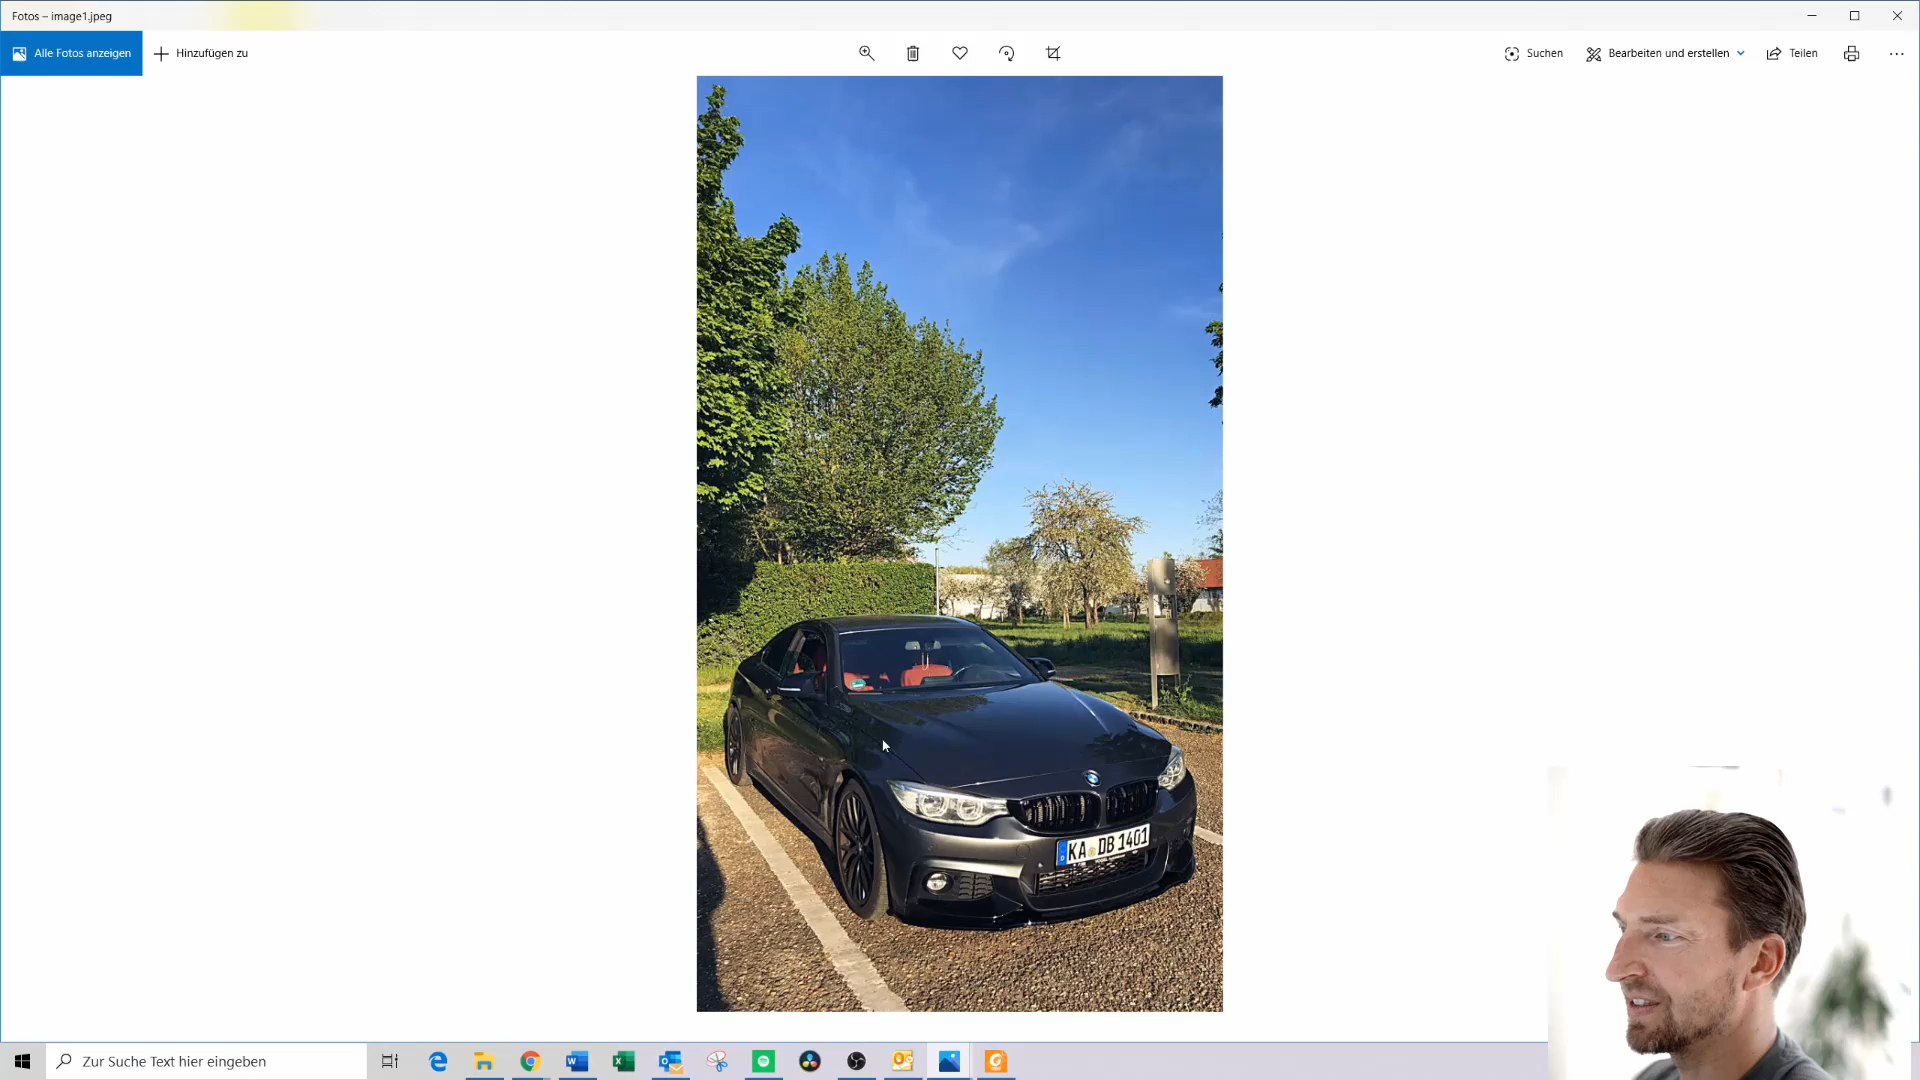 Fotos – image1.jpeg
Alle Fotos anzeigen
Hinzufügen zu
Suchen
Bearbeiten und erstellen
Teilen
KA DB 1401
Zur Suche Text hier eingeben